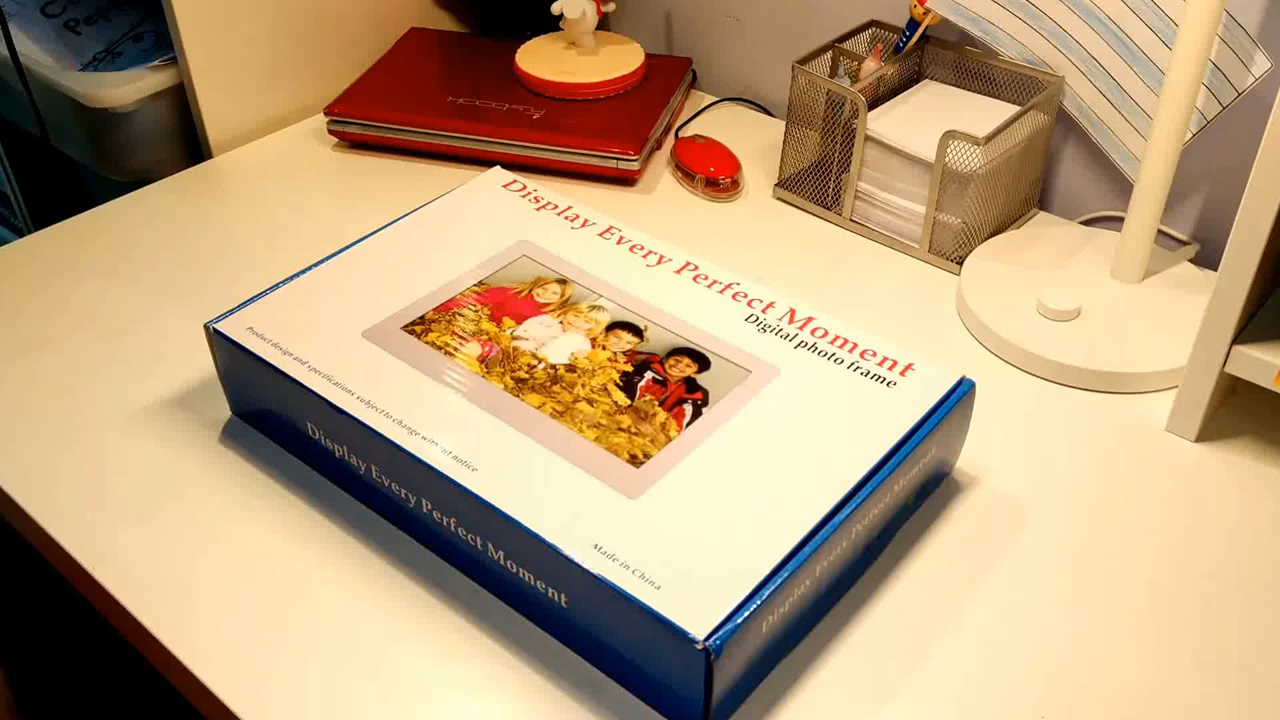 Display Every Perfect Moment
Digital photo frame
Product design and specifications subject to change without notice
Made in China
Display Every Perfect Moment
Display Every Perfect Moment